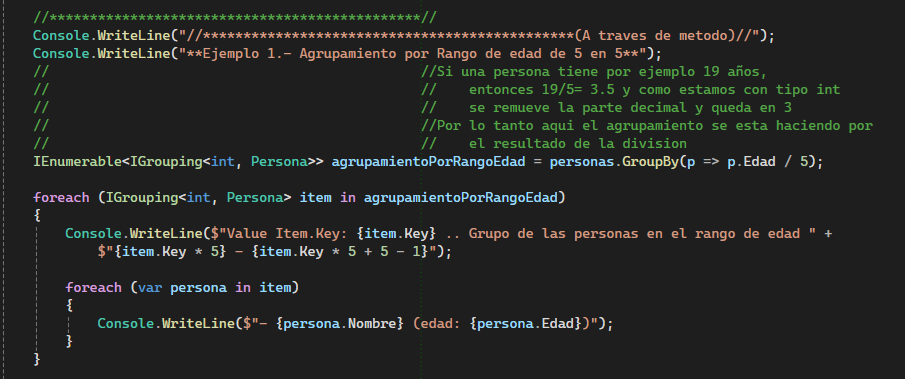 //**********************************************//
Console.WriteLine("//**********************************************(A traves de metodo)//");
Console.WriteLine("**Ejemplo 1.- Agrupamiento por Rango de edad de 5 en 5**");
// //Si una persona tiene por ejemplo 19 años,
// // entonces 19/5= 3.5 y como estamos con tipo int
// // se remueve la parte decimal y queda en 3
// //Por lo tanto aqui el agrupamiento se esta haciendo por
// // el resultado de la division
IEnumerable<IGrouping<int, Persona>> agrupamientoPorRangoEdad = personas.GroupBy(p => p.Edad / 5);
foreach (IGrouping<int, Persona> item in agrupamientoPorRangoEdad)
{
Console.WriteLine($"Value Item.Key: {item.Key} .. Grupo de las personas en el rango de edad " +
$"{item.Key * 5} - {item.Key * 5 + 5 - 1}");
foreach (var persona in item)
{
Console.WriteLine($"- {persona.Nombre} (edad: {persona.Edad})");
}
}